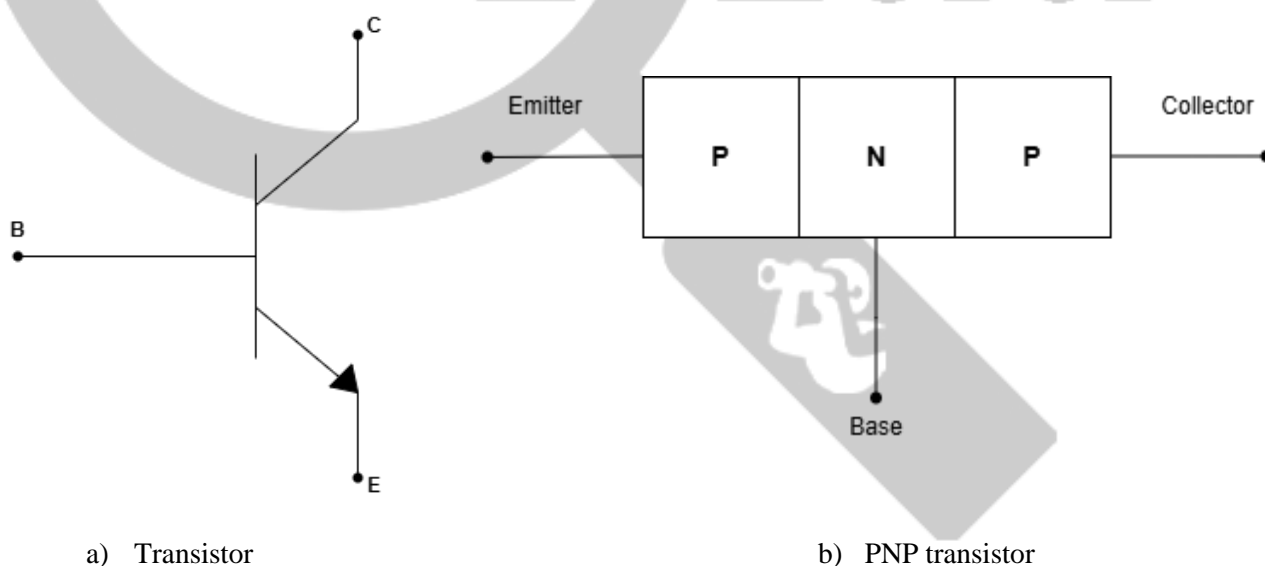 C
Emitter
Collector
P N P
B
Base
E
a) Transistor
b) PNP transistor